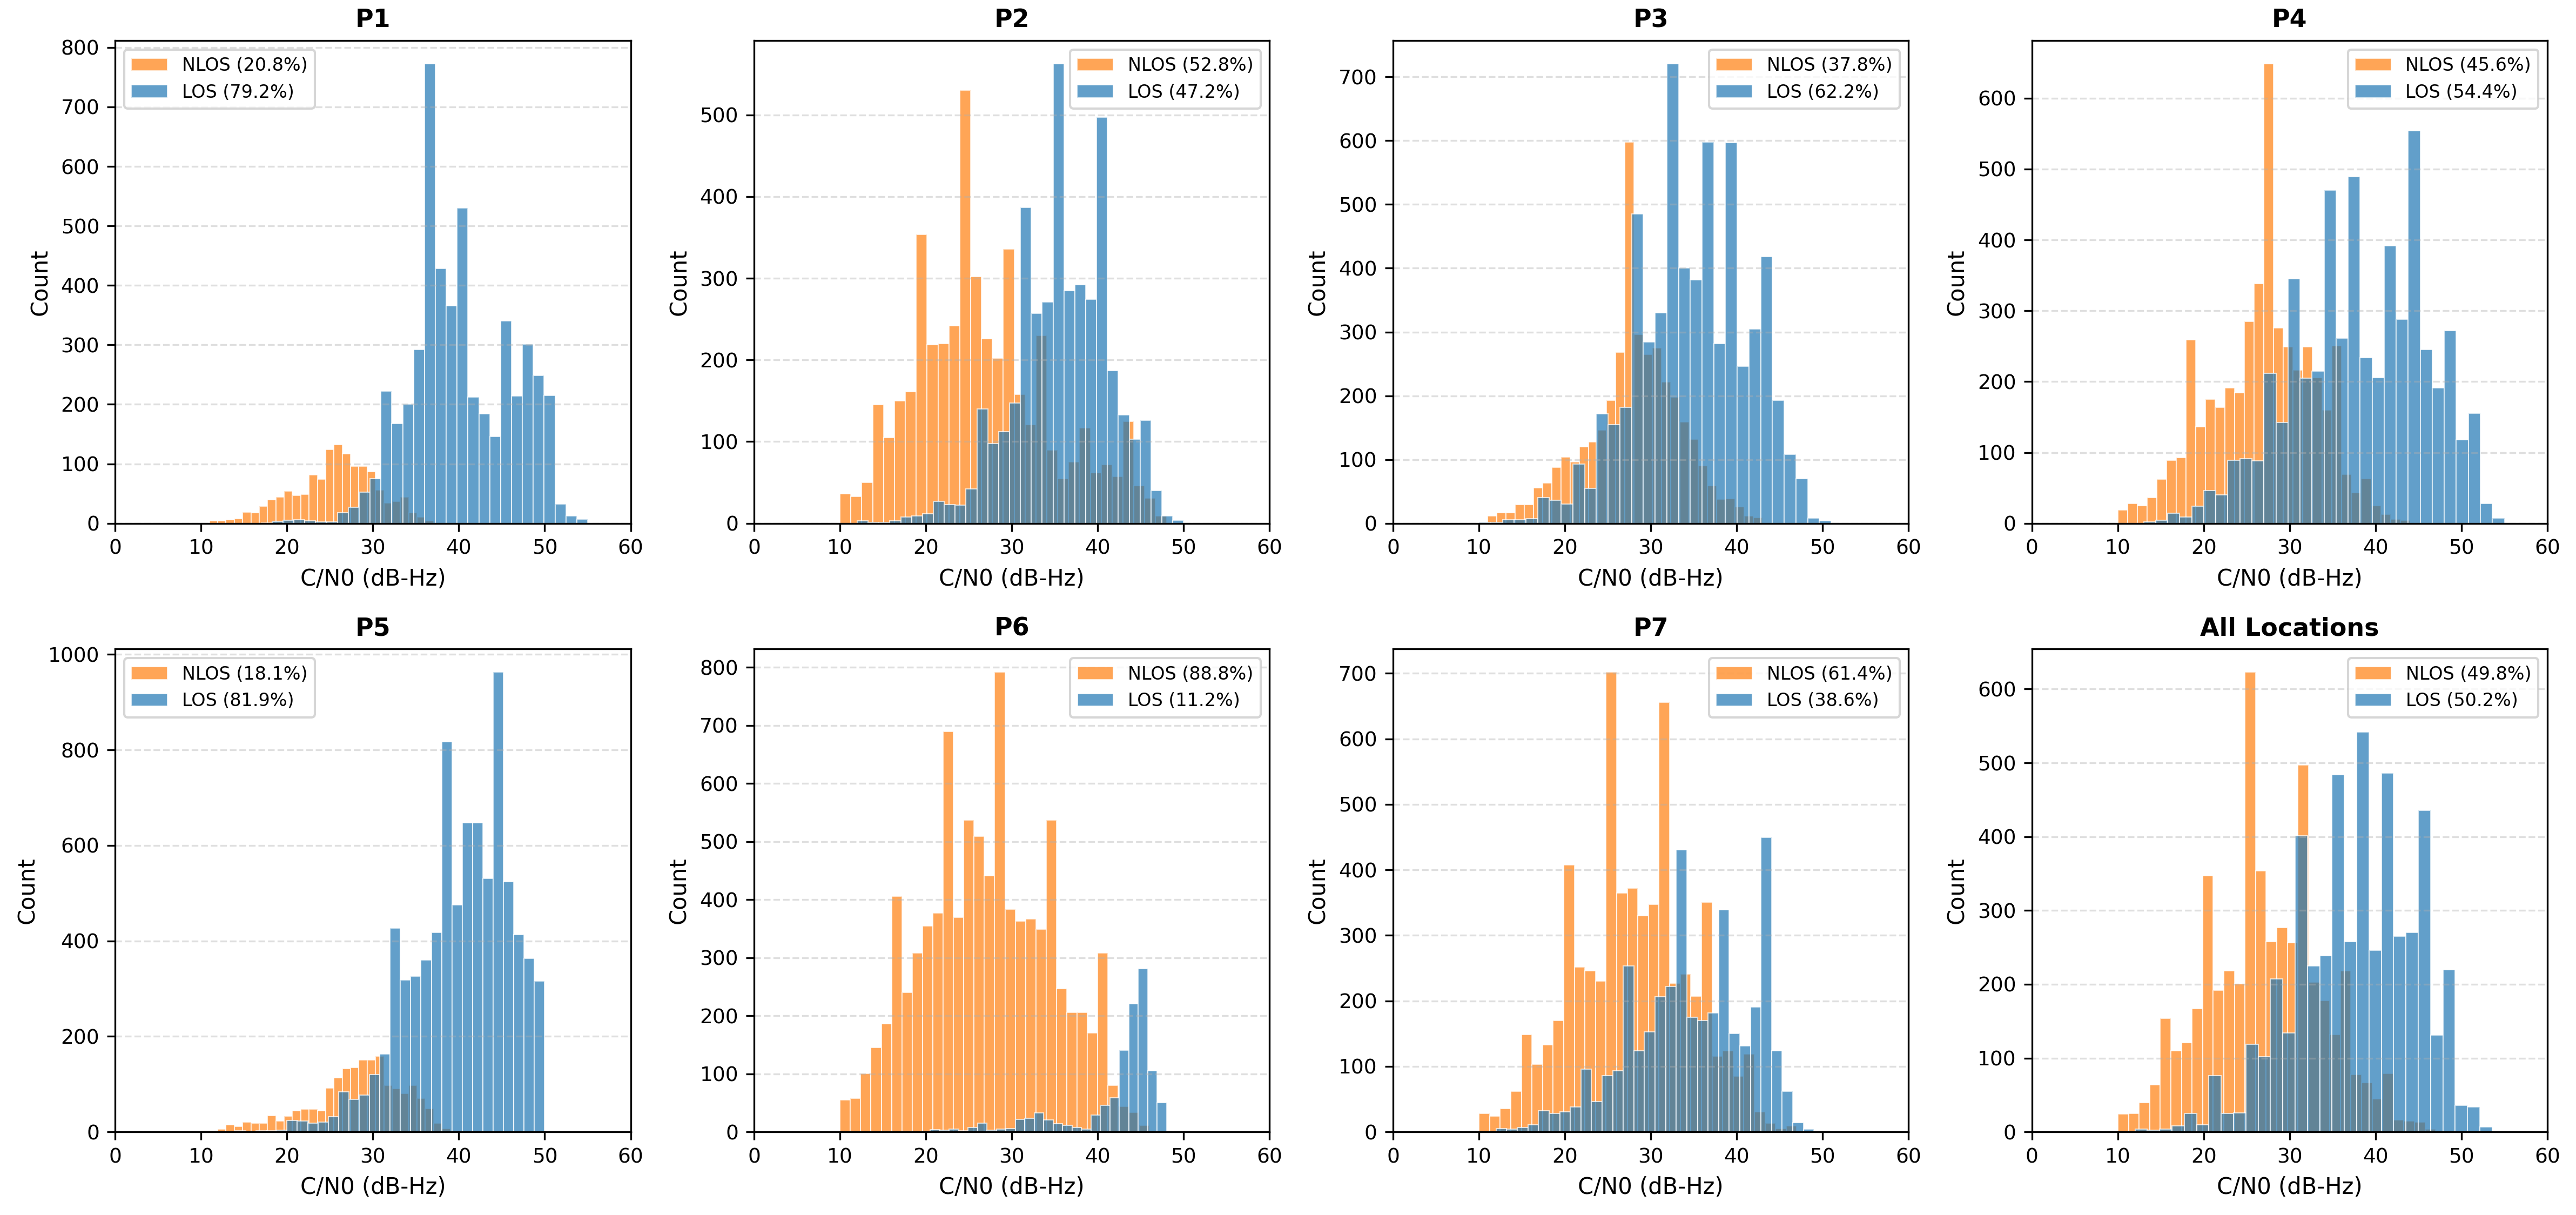 P1
NLOS (20.8%)
LOS (79.2%)
Count
800
700
600
500
400
300
200
100
0
0 10 20 30 40 50 60
C/N0 (dB-Hz)
P2
NLOS (52.8%)
LOS (47.2%)
Count
500
400
300
200
100
0
0 10 20 30 40 50 60
C/N0 (dB-Hz)
P3
NLOS (37.8%)
LOS (62.2%)
Count
700
600
500
400
300
200
100
0
0 10 20 30 40 50 60
C/N0 (dB-Hz)
P4
NLOS (45.6%)
LOS (54.4%)
Count
600
500
400
300
200
100
0
0 10 20 30 40 50 60
C/N0 (dB-Hz)
P5
NLOS (18.1%)
LOS (81.9%)
Count
1000
800
600
400
200
0
0 10 20 30 40 50 60
C/N0 (dB-Hz)
P6
NLOS (88.8%)
LOS (11.2%)
Count
800
700
600
500
400
300
200
100
0
0 10 20 30 40 50 60
C/N0 (dB-Hz)
P7
NLOS (61.4%)
LOS (38.6%)
Count
700
600
500
400
300
200
100
0
0 10 20 30 40 50 60
C/N0 (dB-Hz)
All Locations
NLOS (49.8%)
LOS (50.2%)
Count
600
500
400
300
200
100
0
0 10 20 30 40 50 60
C/N0 (dB-Hz)